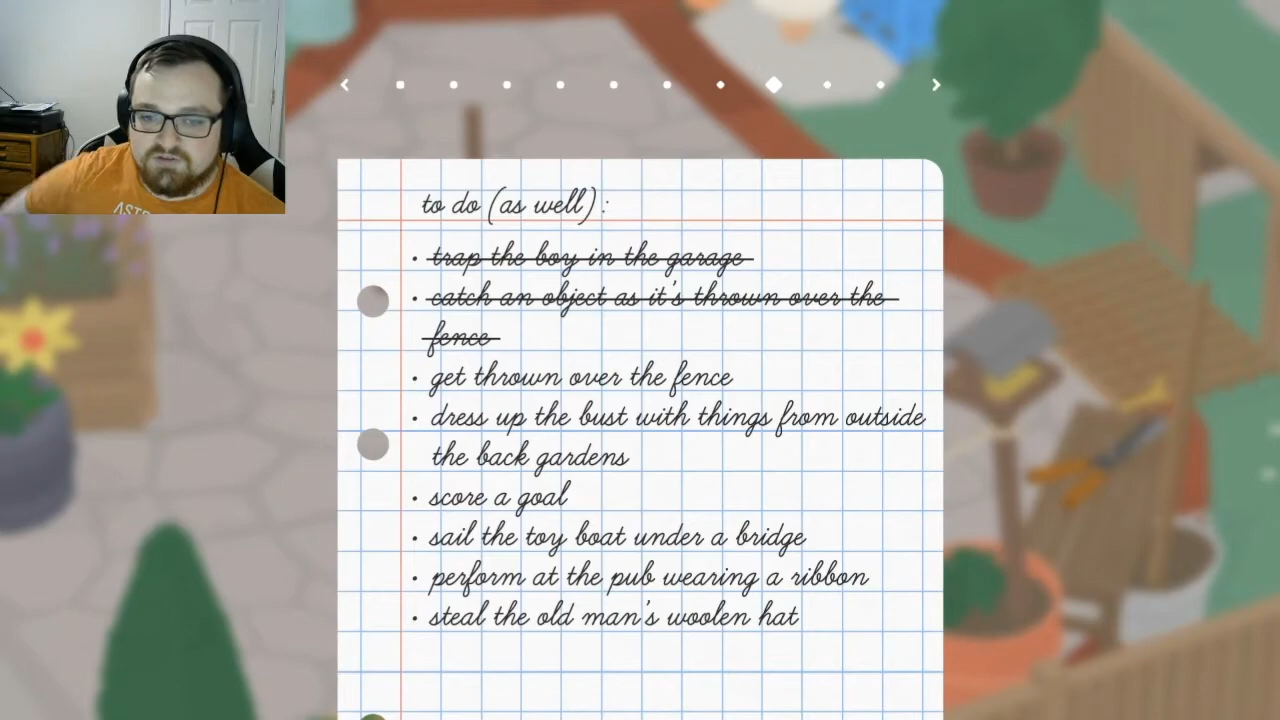 to do (as well):
• trap the boy in the garage
• catch an object as it's thrown over the
fence
• get thrown over the fence
• dress up the bust with things from outside
the back gardens
• score a goal
• sail the toy boat under a bridge
• perform at the pub wearing a ribbon
• steal the old man's woolen hat